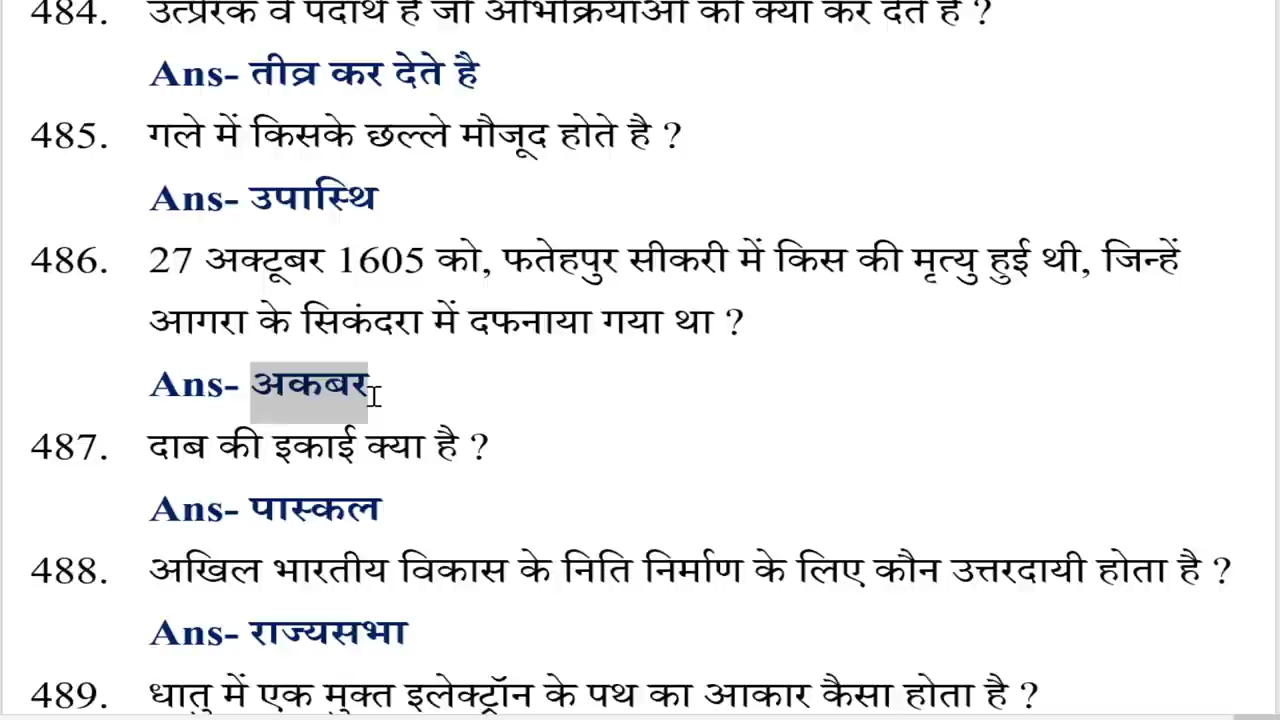 484. उत्प्रेरक वे पदार्थ है जो अभिक्रियाओं को क्या कर देते है ?
Ans- तीव्र कर देते है
485. गले में किसके छल्ले मौजूद होते है ?
Ans- उपास्थि
486. 27 अक्टूबर 1605 को, फतेहपुर सीकरी में किस की मृत्यु हुई थी, जिन्हें
आगरा के सिकंदरा में दफनाया गया था ?
Ans- अकबर
487. दाब की इकाई क्या है ?
Ans- पास्कल
488. अखिल भारतीय विकास के निति निर्माण के लिए कौन उत्तरदायी होता है ?
Ans- राज्यसभा
489. धातु में एक मुक्त इलेक्ट्रॉन के पथ का आकार कैसा होता है ?